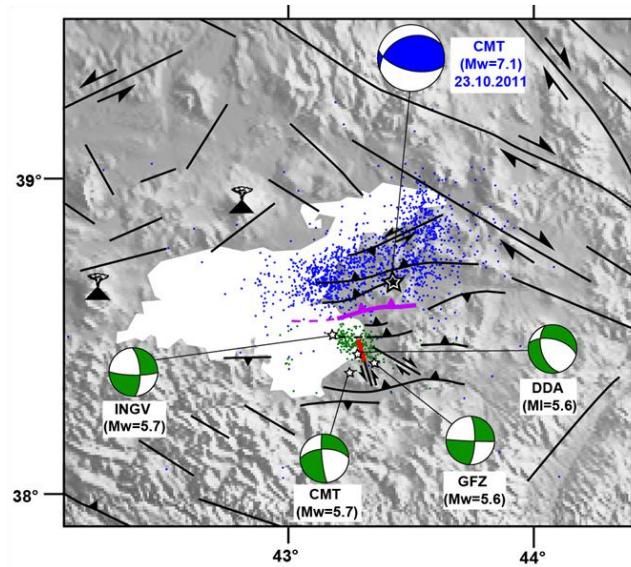 CMT
(Mw=7.1)
23.10.2011
39°
INGV
(Mw=5.7)
DDA
(Ml=5.6)
CMT
(Mw=5.7)
GFZ
(Mw=5.6)
38°
43°
44°